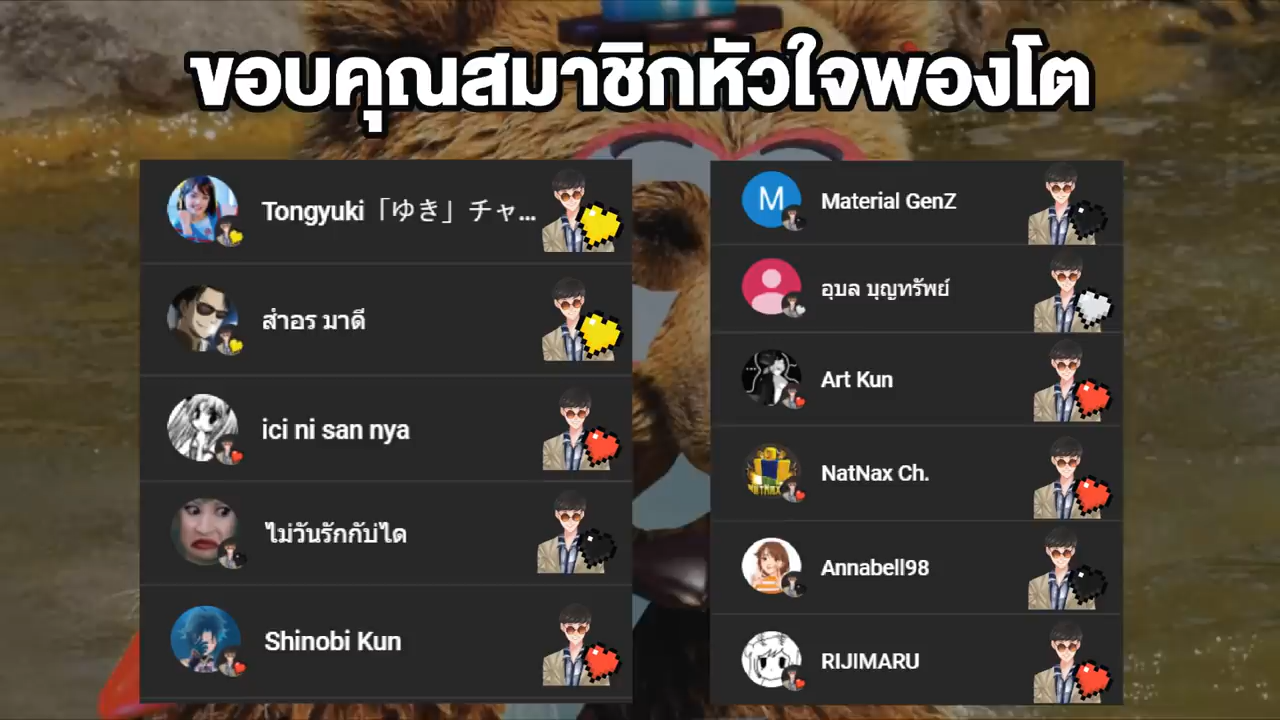 ขอบคุณสมาชิกหัวใจพองโต
Tongyuki「ゆき」チャ...
สำอร มาดี
ici ni san nya
ไม่วันรักกับได
Shinobi Kun
M
Material GenZ
อุบล บุญทรัพย์
Art Kun
NatNax Ch.
Annabell98
RIJIMARU